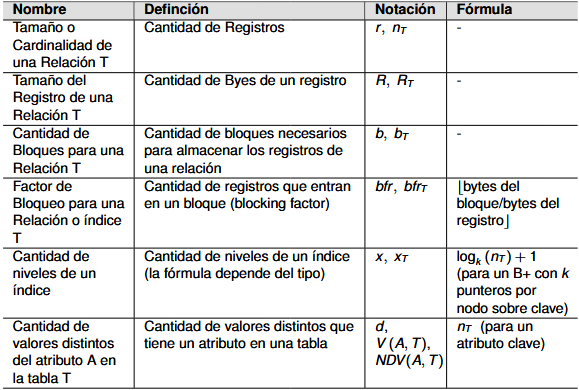 Nombre Definción Notación Fórmula
Tamaño o Cantidad de Registros r, n_T -
Cardinalidad de
una Relación T
Tamaño del Cantidad de Byes de un registro R, R_T -
Registro de una
Relación T
Cantidad de Cantidad de bloques necesarios b, b_T -
Bloques para una para almacenar los registros de
Relación T una relación
Factor de Cantidad de registros que entran bfr, bfr_T ⌊bytes del
Bloqueo para una en un bloque (blocking factor) bloque/bytes del
Relación o índice registro⌋
T
Cantidad de Cantidad de niveles de un índice x, x_T log_k (n_T) + 1
niveles de un (la fórmula depende del tipo) (para un B+ con k
índice punteros por
nodo sobre clave)
Cantidad de Cantidad de valores distintos que d, n_T (para un
valores distintos tiene un atributo en una tabla V (A, T), atributo clave)
del atributo A en NDV(A, T)
la tabla T